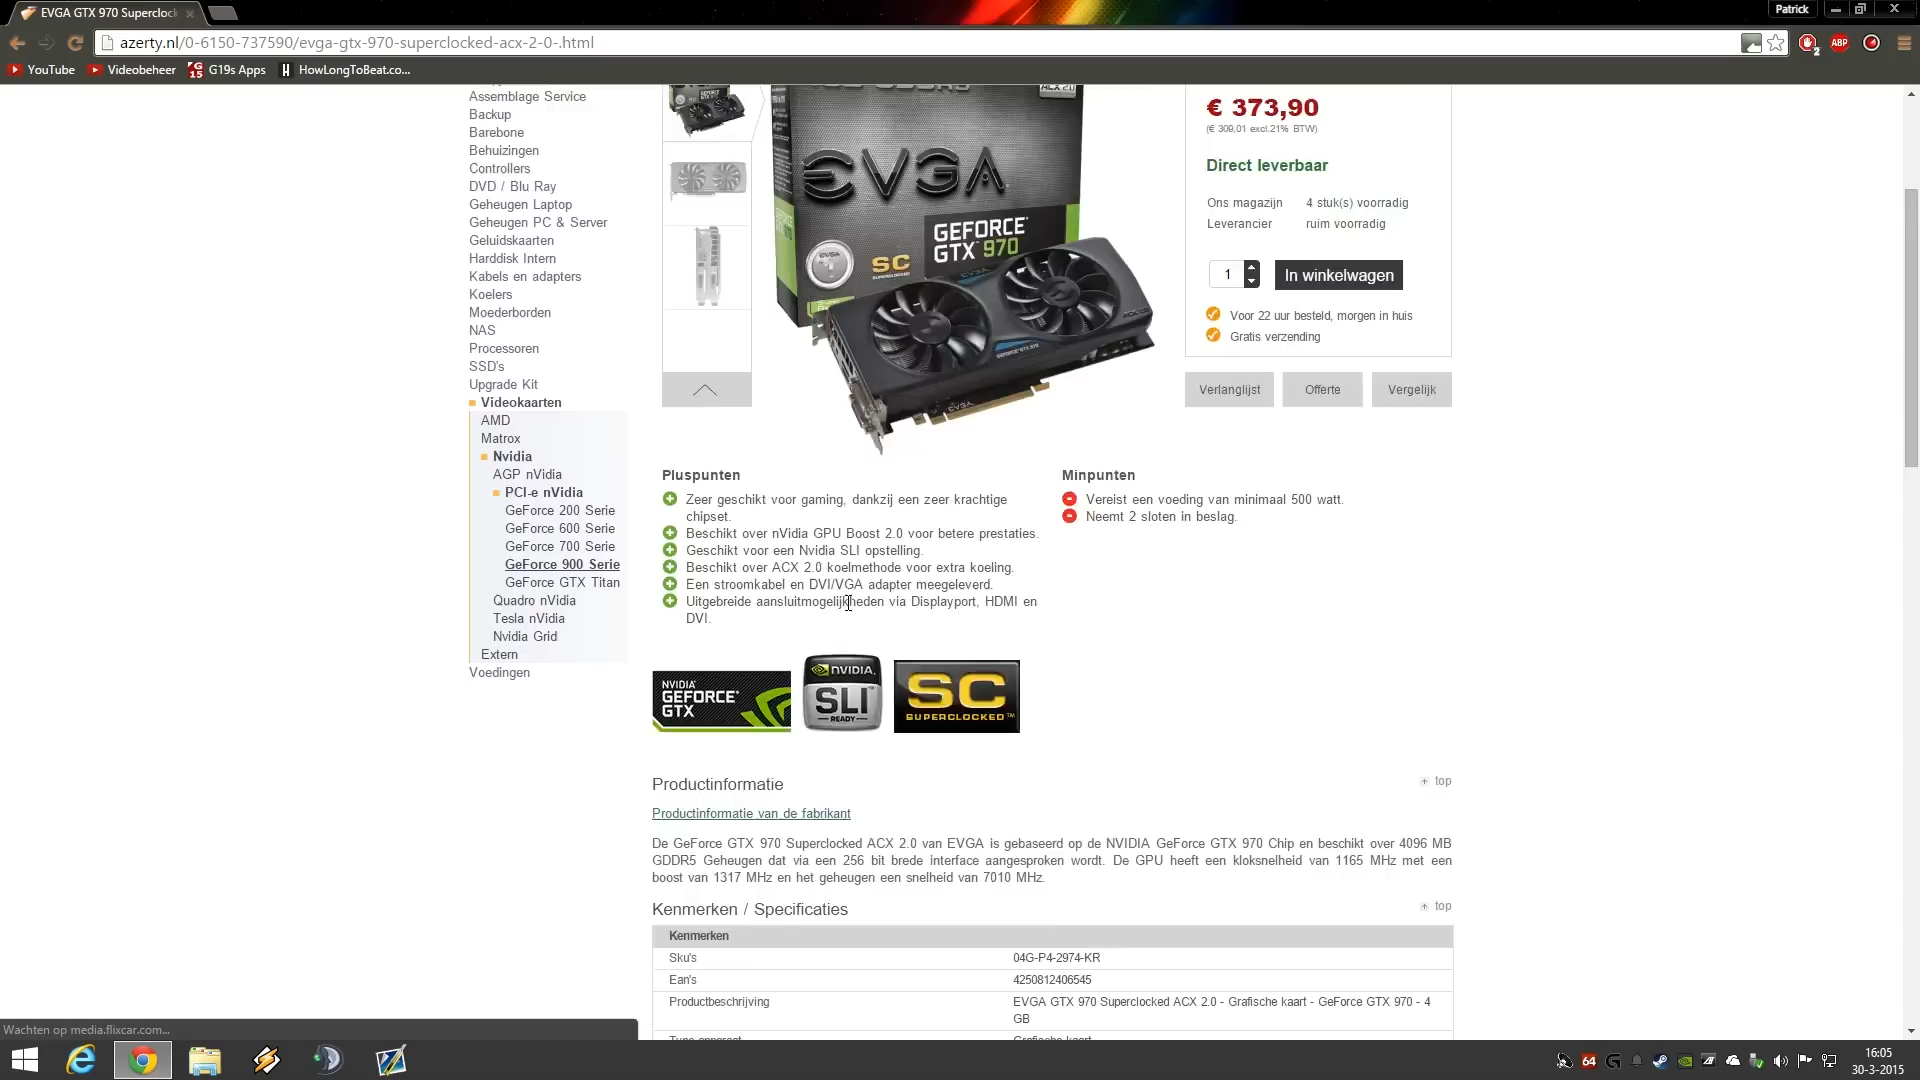 EVGA GTX 970 Superclock
Patrick
azerty.nl/0-6150-737590/evga-gtx-970-superclocked-acx-2-0-.html
2
ABP
YouTube
Videobeheer
G15
G19s Apps
H
HowLongToBeat.co...
Assemblage Service
Backup
Barebone
Behuizingen
Controllers
DVD / Blu Ray
Geheugen Laptop
Geheugen PC & Server
Geluidskaarten
Harddisk Intern
Kabels en adapters
Koelers
Moederborden
NAS
Processoren
SSD's
Upgrade Kit
Videokaarten
AMD
Matrox
Nvidia
AGP nVidia
PCI-e nVidia
GeForce 200 Serie
GeForce 600 Serie
GeForce 700 Serie
GeForce 900 Serie
GeForce GTX Titan
Quadro nVidia
Tesla nVidia
Nvidia Grid
Extern
Voedingen
ACX 2.0
EVGA
GEFORCE
GTX 970
SC
SUPERCLOCKED
EVGA
€ 373,90
(€ 309,01 excl.21% BTW)
Direct leverbaar
Ons magazijn 4 stuk(s) voorradig
Leverancier ruim voorradig
1
In winkelwagen
Voor 22 uur besteld, morgen in huis
Gratis verzending
Verlanglijst
Offerte
Vergelijk
Pluspunten
Zeer geschikt voor gaming, dankzij een zeer krachtige
chipset.
Beschikt over nVidia GPU Boost 2.0 voor betere prestaties.
Geschikt voor een Nvidia SLI opstelling.
Beschikt over ACX 2.0 koelmethode voor extra koeling.
Een stroomkabel en DVI/VGA adapter meegeleverd.
Uitgebreide aansluitmogelijkheden via Displayport, HDMI en
DVI.
Minpunten
Vereist een voeding van minimaal 500 watt.
Neemt 2 sloten in beslag.
NVIDIA
GEFORCE
GTX
NVIDIA
SLI
READY
SC
SUPERCLOCKED™
Productinformatie
top
Productinformatie van de fabrikant
De GeForce GTX 970 Superclocked ACX 2.0 van EVGA is gebaseerd op de NVIDIA GeForce GTX 970 Chip en beschikt over 4096 MB
GDDR5 Geheugen dat via een 256 bit brede interface aangesproken wordt. De GPU heeft een kloksnelheid van 1165 MHz met een
boost van 1317 MHz en het geheugen een snelheid van 7010 MHz.
Kenmerken / Specificaties
top
Kenmerken
Sku's 04G-P4-2974-KR
Ean's 4250812406545
Productbeschrijving EVGA GTX 970 Superclocked ACX 2.0 - Grafische kaart - GeForce GTX 970 - 4
GB
Type apparaat Grafische kaart
Wachten op media.flixcar.com...
64
16:05
30-3-2015